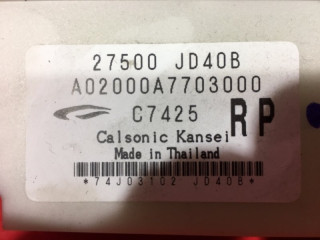 27500 JD40B
A02000A7703000
C7425
RP
Calsonic Kansei
Made in Thailand
*74J03102 JD40B*